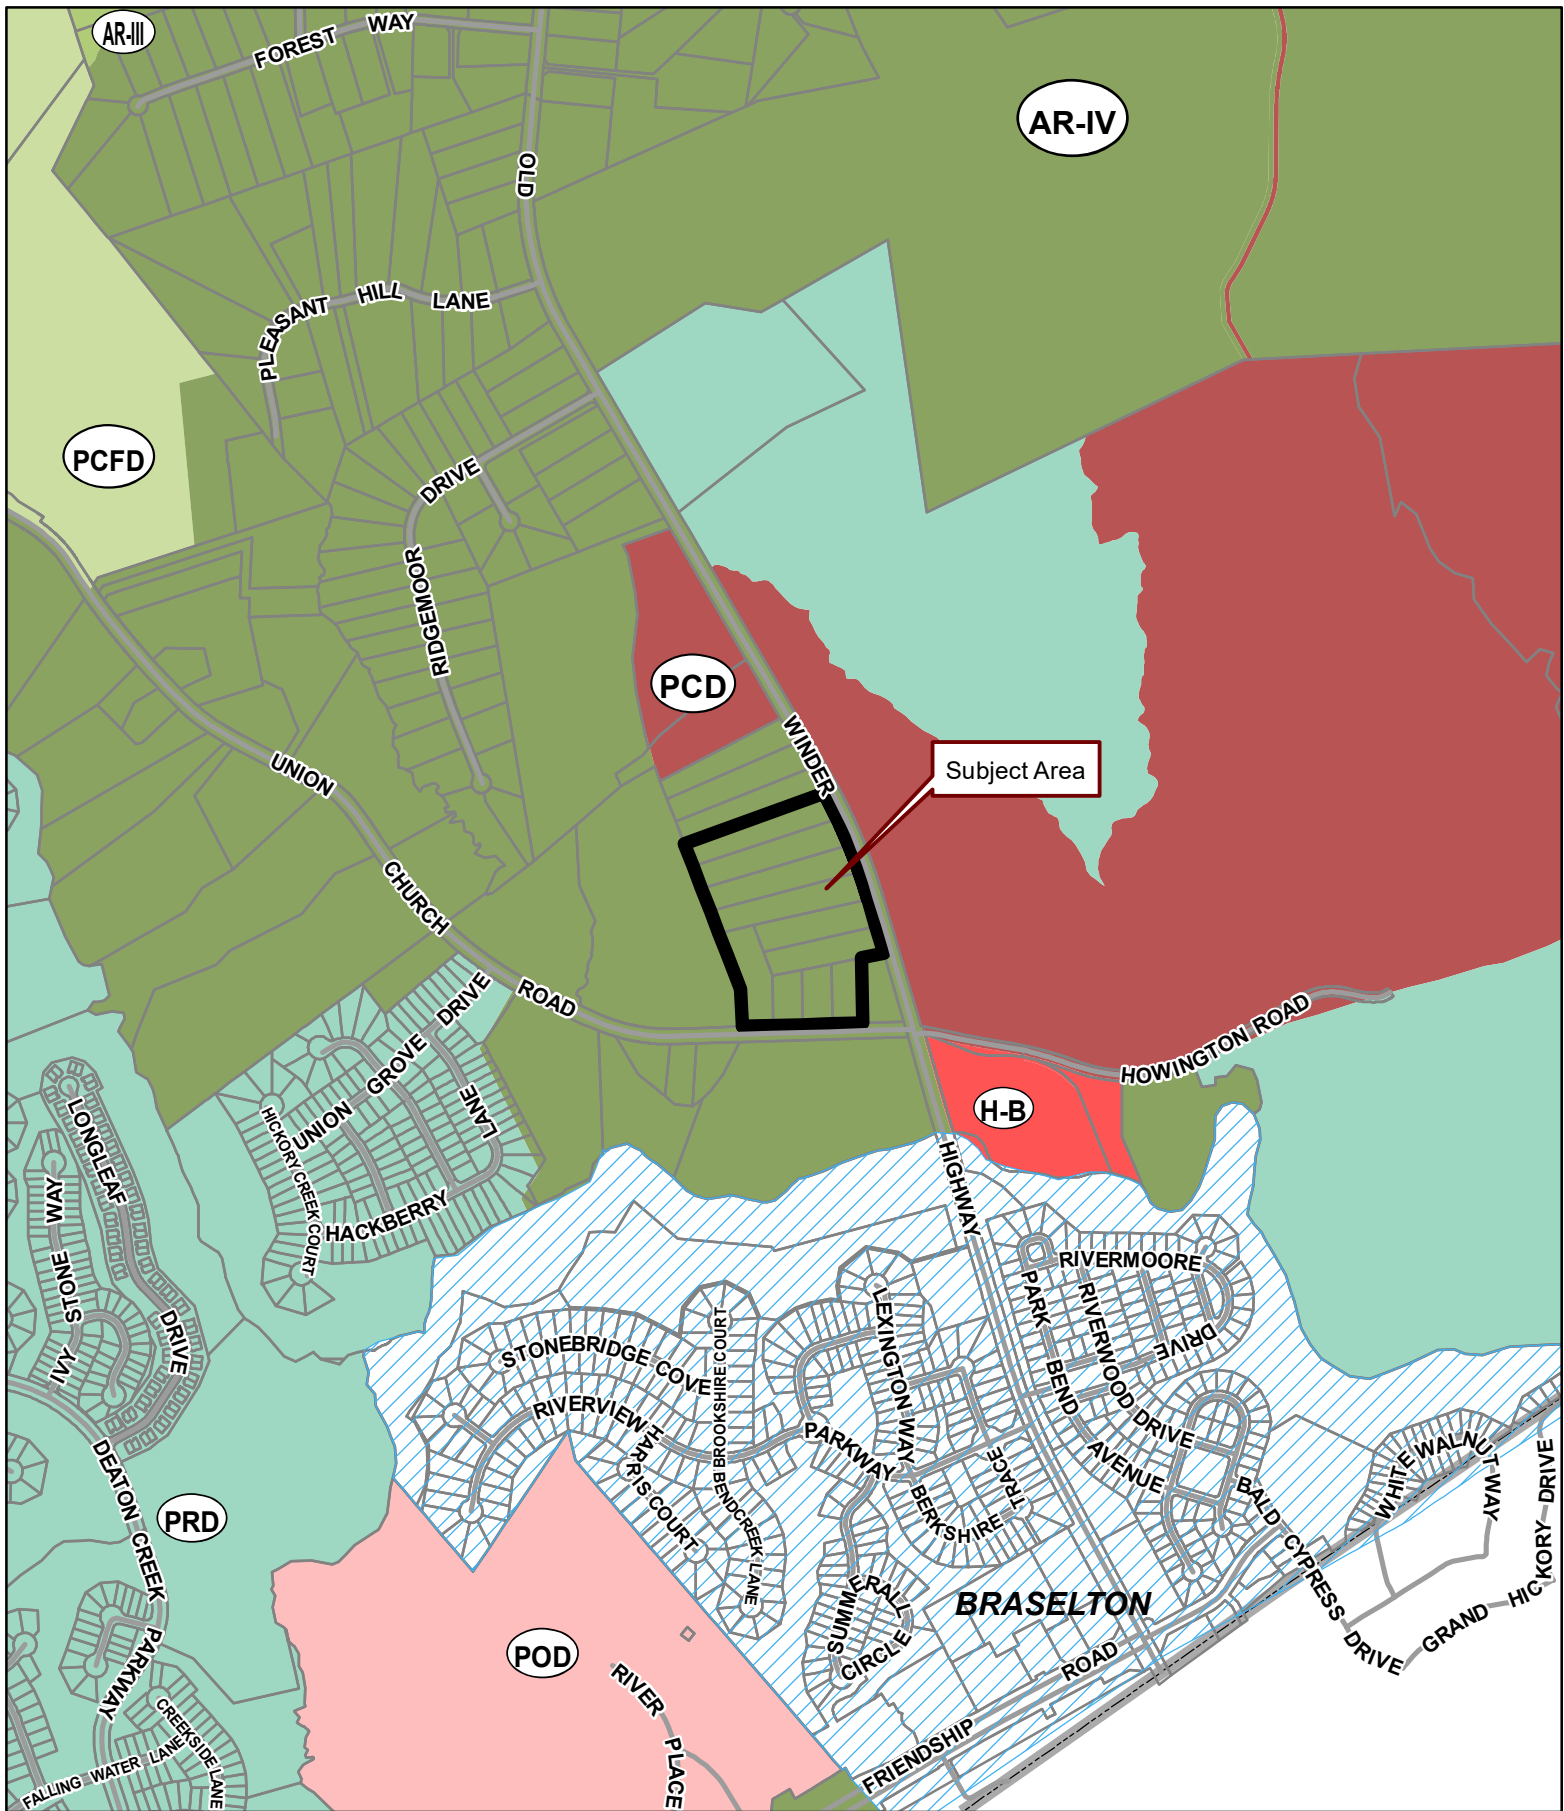 AR-III
FOREST WAY
AR-IV
OLD
PLEASANT HILL LANE
PCFD
DRIVE
RIDGEMOOR
PCD
WINDER
UNION
Subject Area
CHURCH
ROAD
UNION GROVE DRIVE
HOWINGTON ROAD
LONGLEAF
HICKORY CREEK COURT
LANE
H-B
HIGHWAY
WAY
HACKBERRY
STONE
IVY
DRIVE
RIVERMOORE
DRIVE
PARK
BEND
AVENUE
RIVERWOOD DRIVE
LEXINGTON WAY
STONEBRIDGE COVE
BROOKSHIRE COURT
RIVERVIEW
PARKWAY
HARRIS COURT
BEND
CREEK LANE
BERKSHIRE
TRACE
WHITE WALNUT WAY
BALD CYPRESS DRIVE
GRAND HICKORY DRIVE
DEATON CREEK
PARKWAY
PRD
SUMMERALL
CIRCLE
BRASELTON
POD
RIVER
PLACE
ROAD
FRIENDSHIP
CREEKSIDE LANE
FALLING WATER LANE